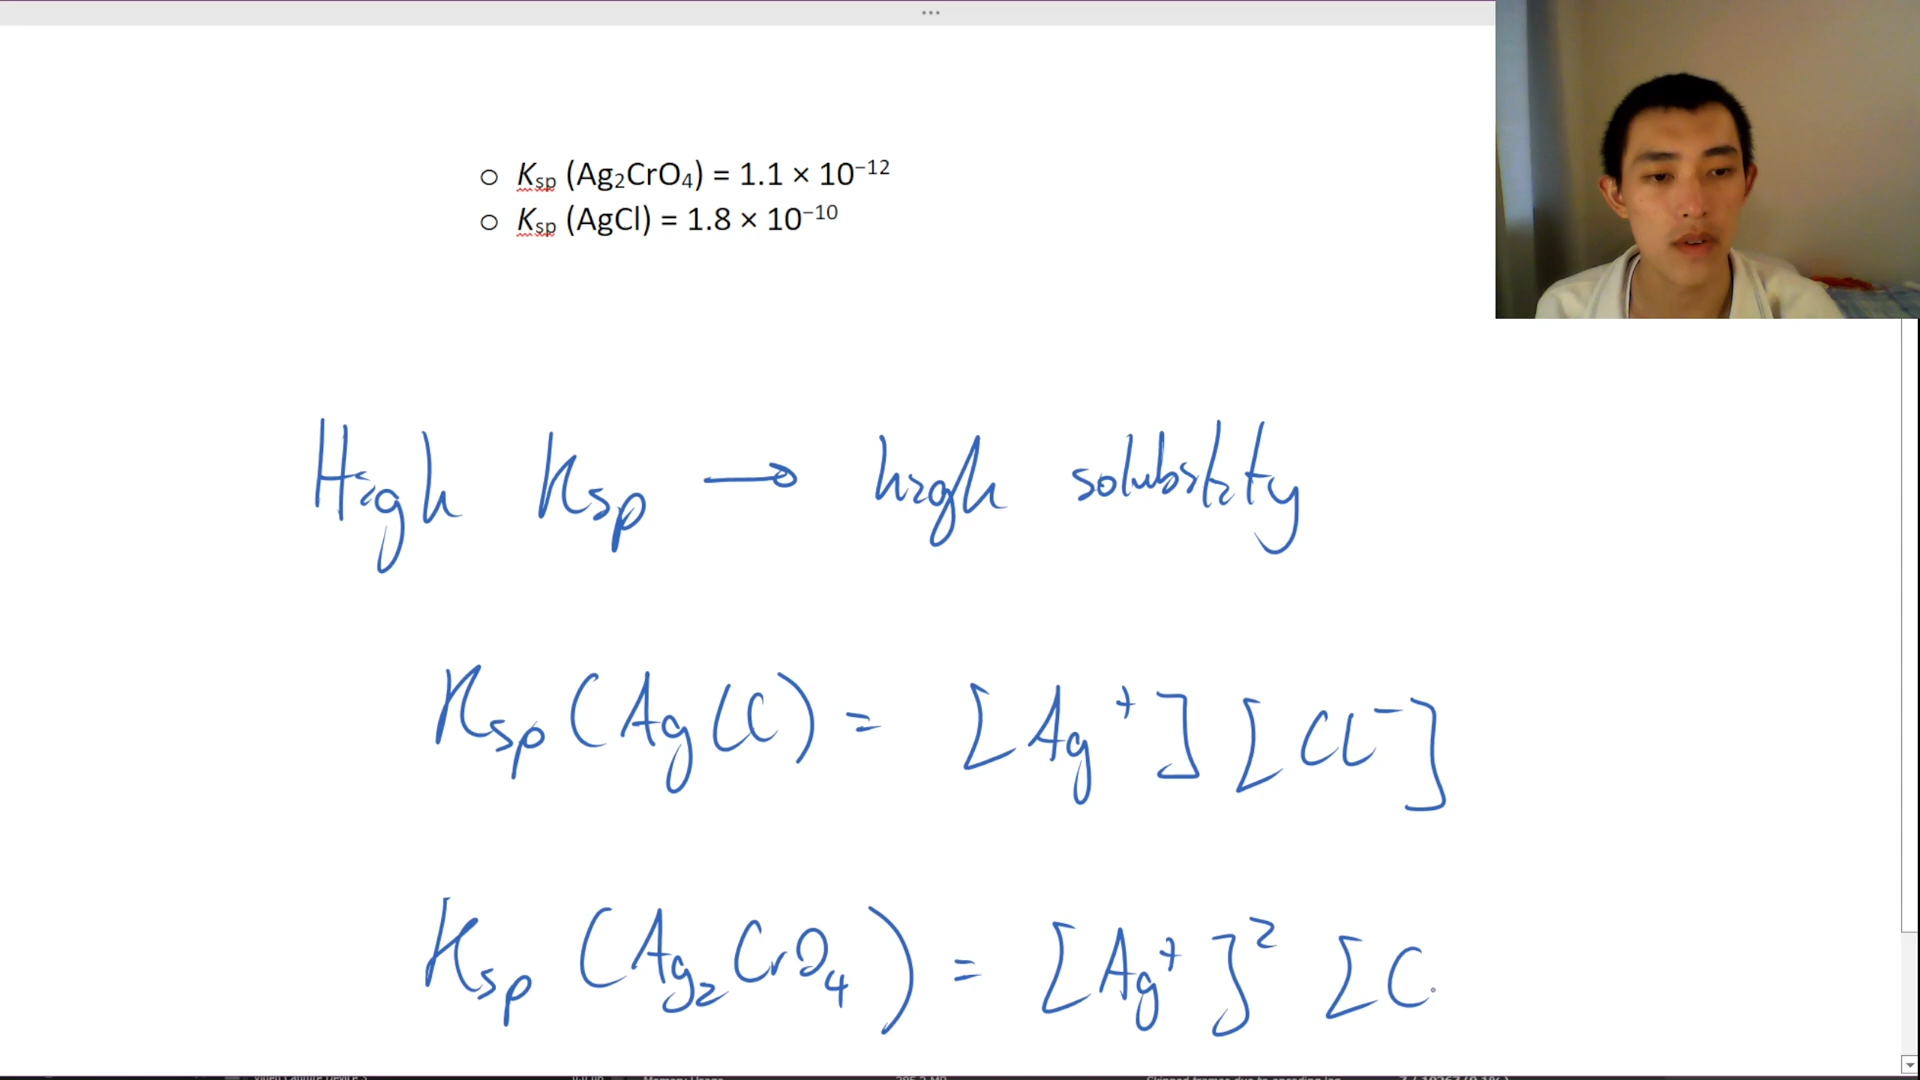 ...
○ Ksp (Ag₂CrO₄) = 1.1 × 10⁻¹²
○ Ksp (AgCl) = 1.8 × 10⁻¹⁰
High Ksp → high solubility
Ksp (AgCl) = [Ag⁺] [Cl⁻]
Ksp (Ag₂CrO₄) = [Ag⁺]² [C